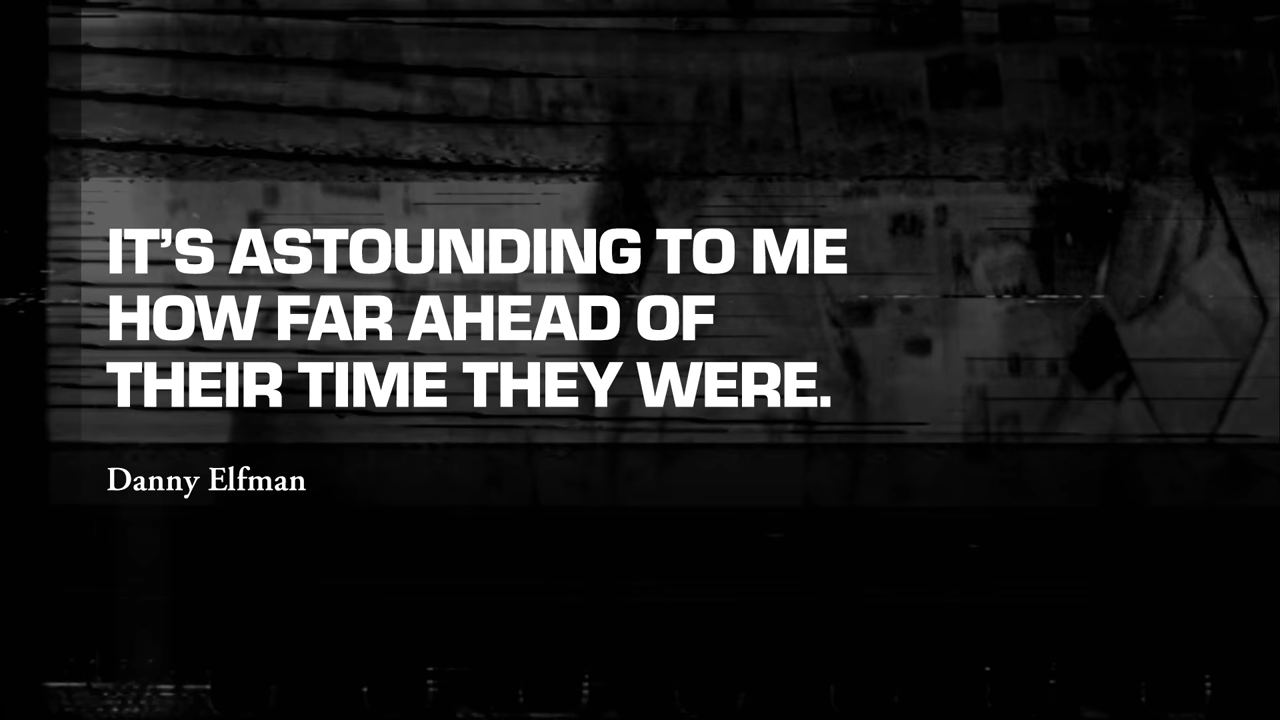 IT’S ASTOUNDING TO ME
HOW FAR AHEAD OF
THEIR TIME THEY WERE.
Danny Elfman